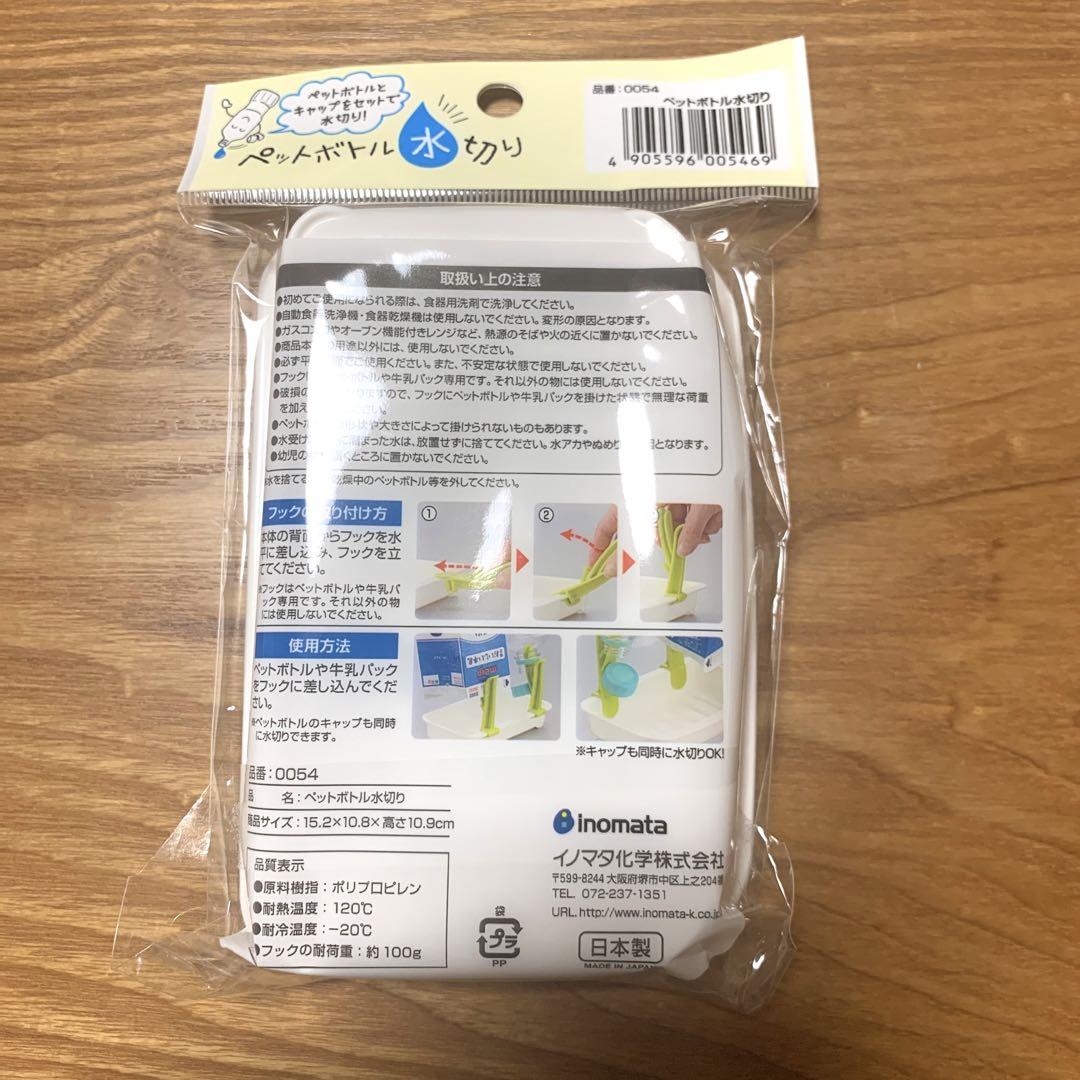 ペットボトルと
キャップをセットで
水切り!
ペットボトル水切り
品番:0054
ペットボトル水切り
4 905596 005469
取扱い上の注意
●初めてご使用になられる際は、食器用洗剤で洗浄してください。
●自動食器洗浄機・食器乾燥機は使用しないでください。変形の原因となります。
●ガスコンロやオーブン機能付きレンジなど、熱源のそばや火の近くに置かないでください。
●商品本 の用途以外には、使用しないでください。
●必ず平 でご使用ください。また、不安定な状態で使用しないでください。
●フックに ボトルや牛乳パック専用です。それ以外の物には使用しないでください。
●破損の ますので、フックにペットボトルや牛乳パックを掛けた状態で無理な荷重
を加え さい。
●ペットボ 状や大きさによって掛けられないものもあります。
●水受け に溜まった水は、放置せずに捨ててください。水アカやぬめり 因となります。
●幼児の くところに置かないでください。
水を捨てる 乾燥中のペットボトル等を外してください。
フックの取り付け方
本体の背面からフックを水
平に差し込み、フックを立
ててください。
※フックはペットボトルや牛乳パ
ック専用です。それ以外の物
には使用しないでください。
①
②
使用方法
ペットボトルや牛乳パック
をフックに差し込んでくだ
さい。
※ペットボトルのキャップも同時
に水切りできます。
※キャップも同時に水切りOK!
品番:0054
品 名:ペットボトル水切り
商品サイズ:15.2×10.8×高さ10.9cm
品質表示
●原料樹脂:ポリプロピレン
●耐熱温度:120℃
●耐冷温度:-20℃
●フックの耐荷重:約100g
袋
プラ
PP
inomata
イノマタ化学株式会社
〒599-8244 大阪府堺市中区上之204番
TEL. 072-237-1351
URL. http://www.inomata-k.co.jp
日本製
MADE IN JAPAN